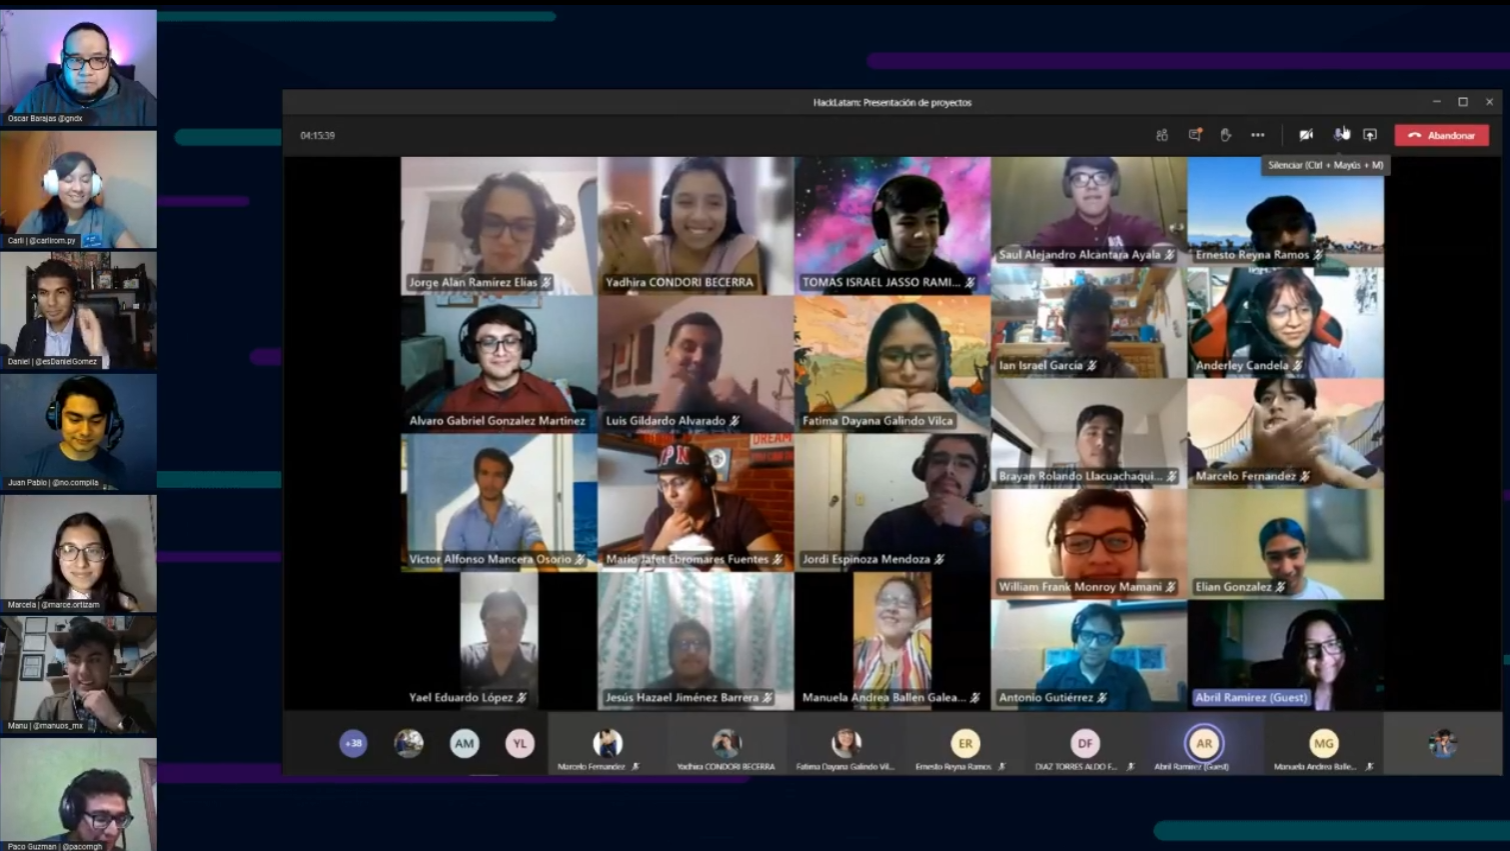 Oscar Barajas @gndx
Carli | @carlirom.py
Daniel | @esDanielGomez
Juan Pablo | @no.compila
Marcela | @marce.ortizam
Manu | @manuos_mx
Paco Guzman | @pacomgh
HackLatam: Presentación de proyectos
04:15:39
Abandonar
Silenciar (Ctrl + Mayús + M)
Jorge Alan Ramírez Elías
Yadhira CONDORI BECERRA
TOMAS ISRAEL JASSO RAMI...
Saul Alejandro Alcántara Ayala
Ernesto Reyna Ramos
Alvaro Gabriel Gonzalez Martinez
Luis Gildardo Alvarado
Fatima Dayana Galindo Vilca
Ian Israel García
Anderley Candela
Victor Alfonso Mancera Osorio
Mario Jafet Ebromares Fuentes
Jordi Espinoza Mendoza
Brayan Rolando Llacuachaqui...
Marcelo Fernandez
William Frank Monroy Mamani
Elian Gonzalez
Yael Eduardo López
Jesús Hazael Jiménez Barrera
Manuela Andrea Ballen Galea...
Antonio Gutiérrez
Abril Ramirez (Guest)
DREAM
+38
AM
YL
Marcelo Fernandez
Yadhira CONDORI BECERRA
Fatima Dayana Galindo Vil...
ER
Ernesto Reyna Ramos
DF
DIAZ TORRES ALDO F...
AR
Abril Ramirez (Guest)
MG
Manuela Andrea Balle...